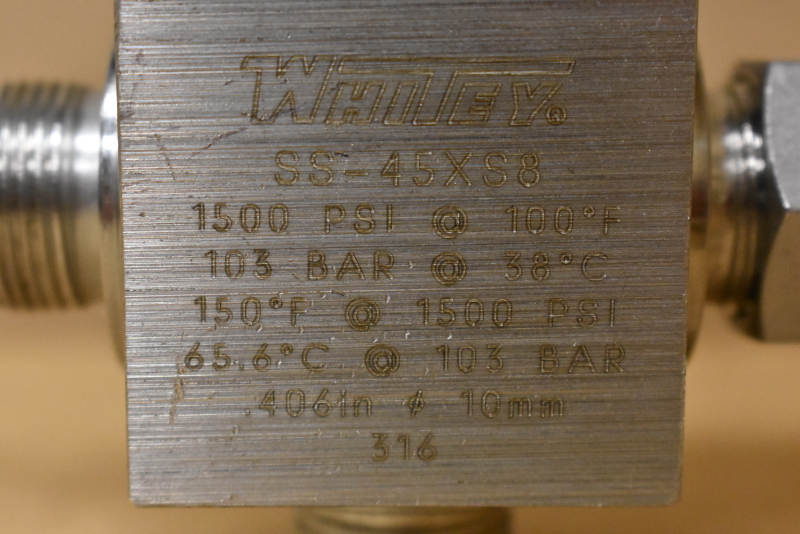 WHITEY®
SS-45XS8
1500 PSI @ 100°F
103 BAR @ 38°C
150°F @ 1500 PSI
65.6°C @ 103 BAR
.406in ⌀ 10mm
316